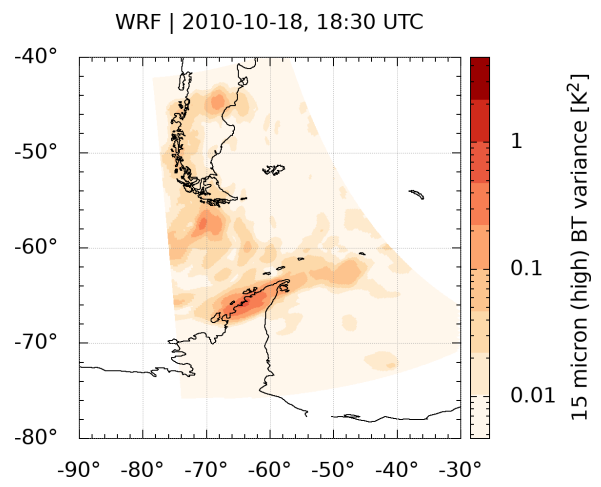 WRF | 2010-10-18, 18:30 UTC
-40°
-50°
-60°
-70°
-80°
-90° -80° -70° -60° -50° -40° -30°
1
0.1
0.01
15 micron (high) BT variance [K²]